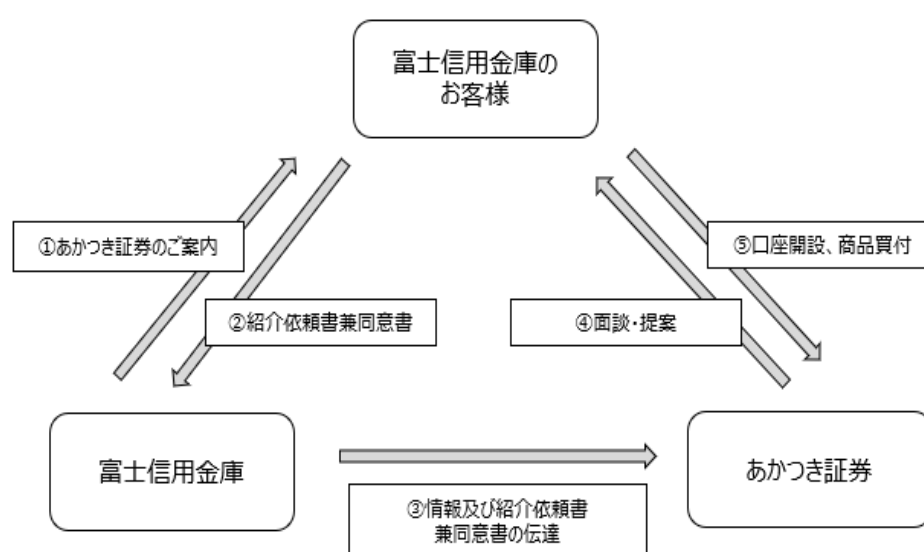 富士信用金庫の
お客様
①あかつき証券のご案内
⑤口座開設、商品買付
②紹介依頼書兼同意書
④面談・提案
富士信用金庫
あかつき証券
③情報及び紹介依頼書
兼同意書の伝達